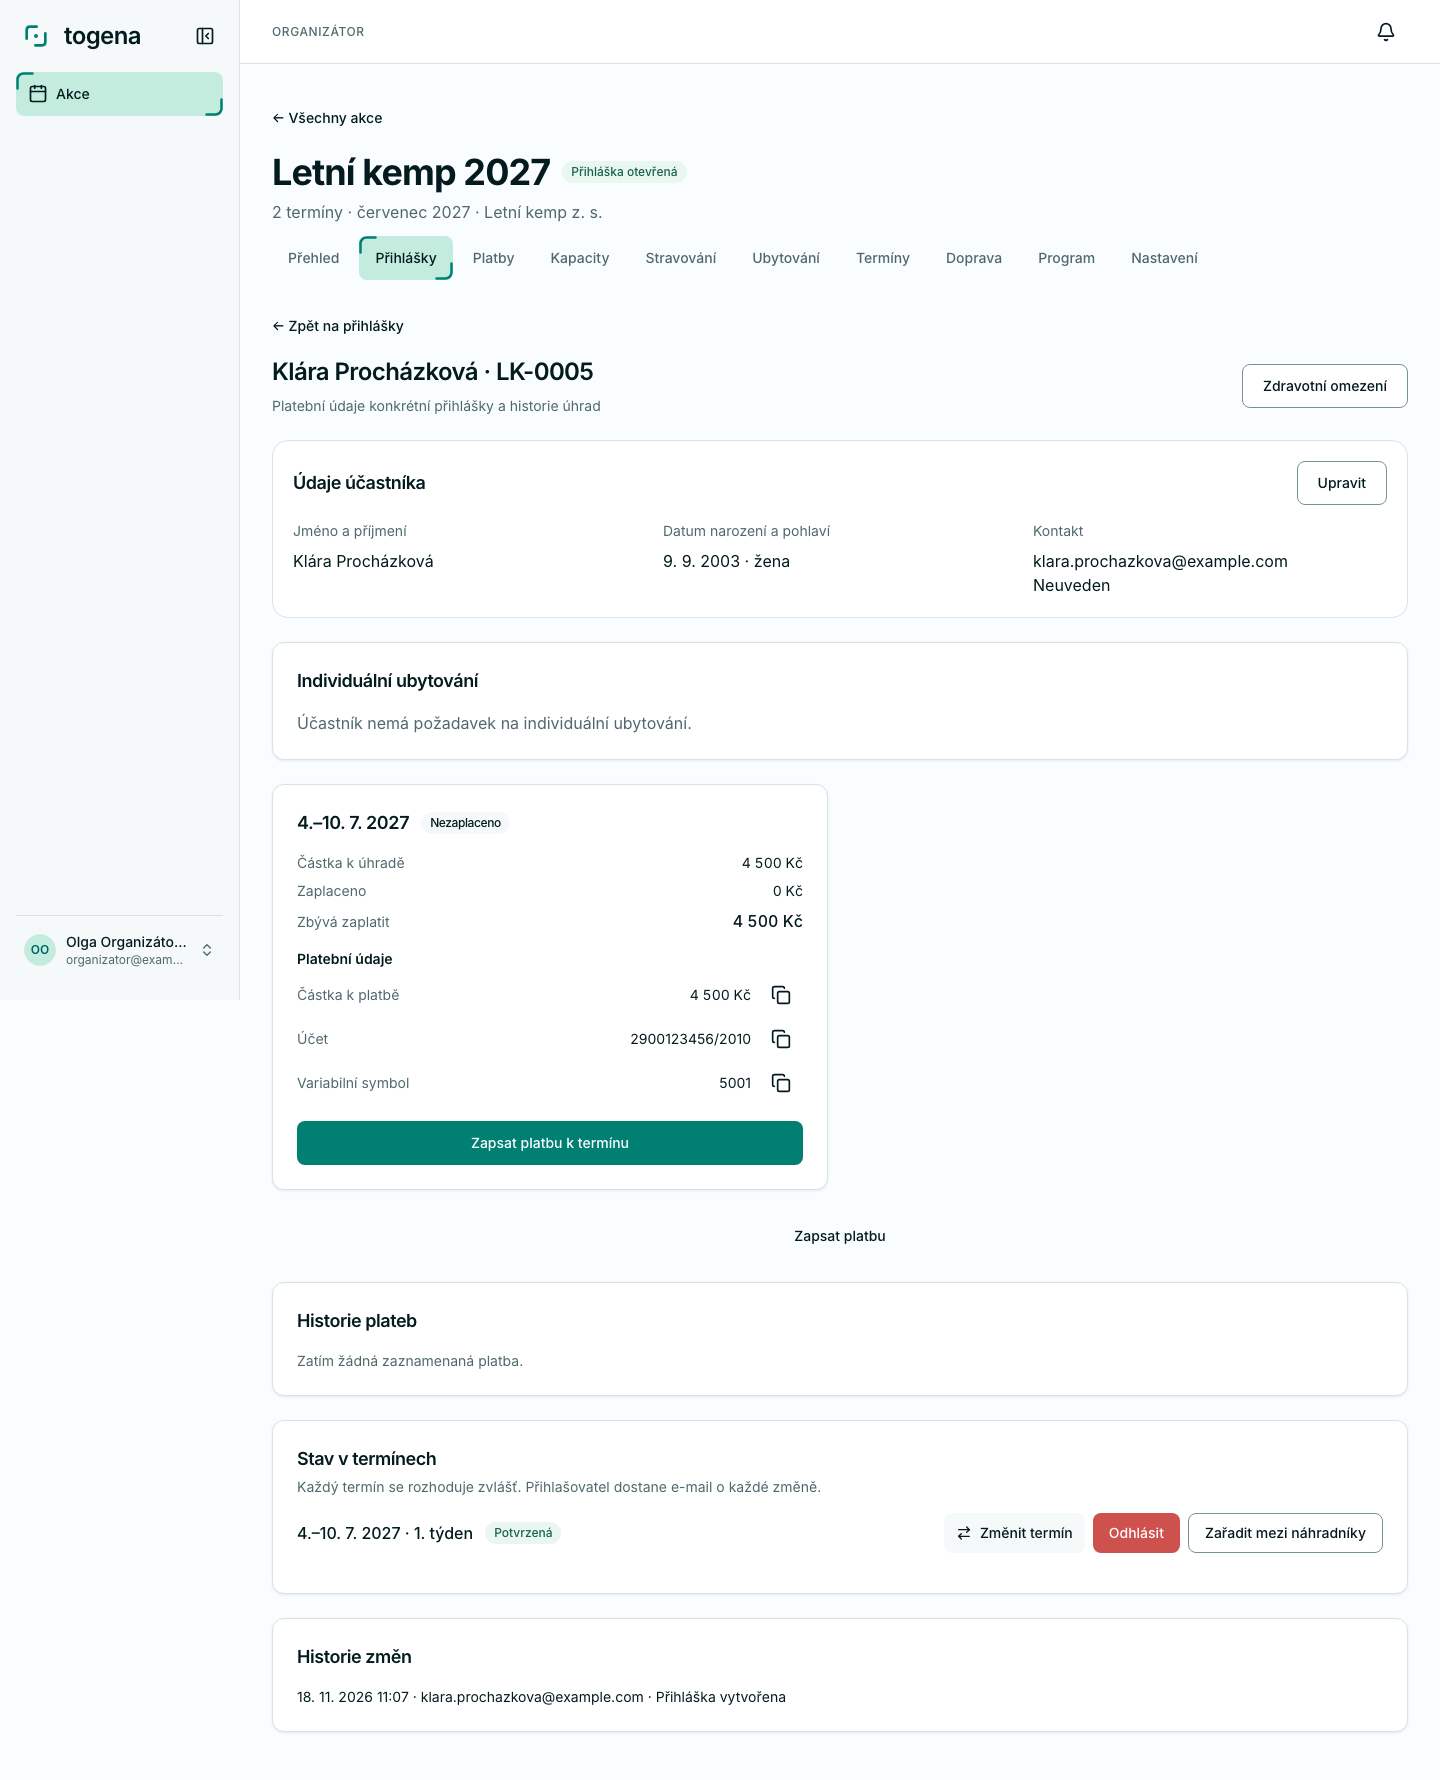 togena
ORGANIZÁTOR
Akce
← Všechny akce
Letní kemp 2027
Přihláška otevřená
2 termíny · červenec 2027 · Letní kemp z. s.
Přehled
Přihlášky
Platby
Kapacity
Stravování
Ubytování
Termíny
Doprava
Program
Nastavení
← Zpět na přihlášky
Klára Procházková · LK-0005
Platební údaje konkrétní přihlášky a historie úhrad
Zdravotní omezení
Údaje účastníka
Upravit
Jméno a příjmení
Klára Procházková
Datum narození a pohlaví
9. 9. 2003 · žena
Kontakt
klara.prochazkova@example.com
Neuveden
Individuální ubytování
Účastník nemá požadavek na individuální ubytování.
4.–10. 7. 2027
Nezaplaceno
Částka k úhradě
4 500 Kč
Zaplaceno
0 Kč
Zbývá zaplatit
4 500 Kč
Platební údaje
Částka k platbě
4 500 Kč
Účet
2900123456/2010
Variabilní symbol
5001
Zapsat platbu k termínu
Zapsat platbu
Historie plateb
Zatím žádná zaznamenaná platba.
Stav v termínech
Každý termín se rozhoduje zvlášť. Přihlašovatel dostane e-mail o každé změně.
4.–10. 7. 2027 · 1. týden
Potvrzená
Změnit termín
Odhlásit
Zařadit mezi náhradníky
Historie změn
18. 11. 2026 11:07 · klara.prochazkova@example.com · Přihláška vytvořena
OO
Olga Organizáto...
organizator@exam...